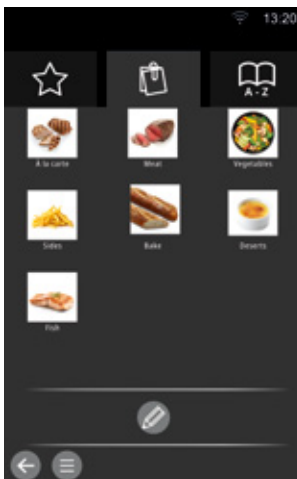 13:20
A-Z
À la carte
Meat
Vegetables
Sides
Bake
Deserts
Fish